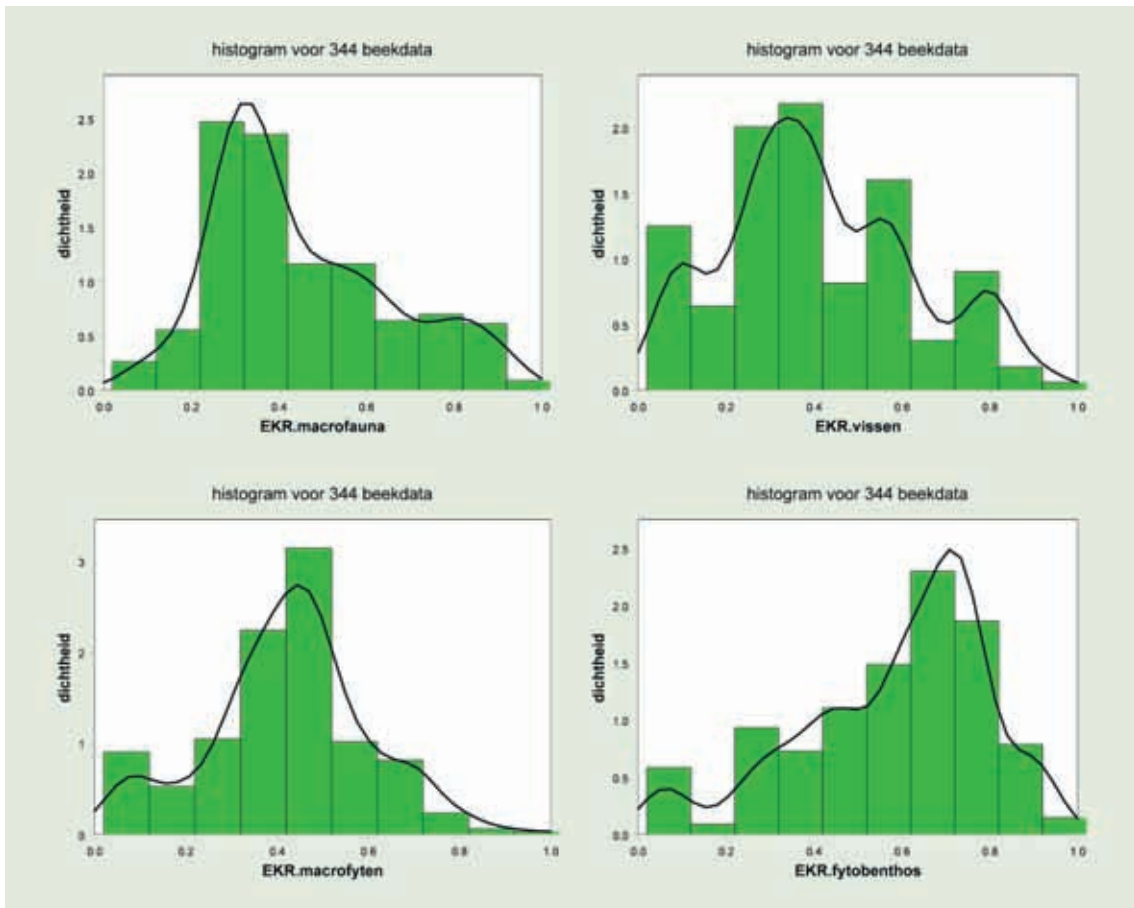 histogram voor 344 beekdata
dichtheid
2.5
2.0
1.5
1.0
0.5
0.0
0.0 0.2 0.4 0.6 0.8 1.0
EKR.macrofauna
histogram voor 344 beekdata
dichtheid
2.0
1.5
1.0
0.5
0.0
0.0 0.2 0.4 0.6 0.8 1.0
EKR.vissen
histogram voor 344 beekdata
dichtheid
3
2
1
0
0.0 0.2 0.4 0.6 0.8 1.0
EKR.macrofyten
histogram voor 344 beekdata
dichtheid
2.5
2.0
1.5
1.0
0.5
0.0
0.0 0.2 0.4 0.6 0.8 1.0
EKR.fytobenthos